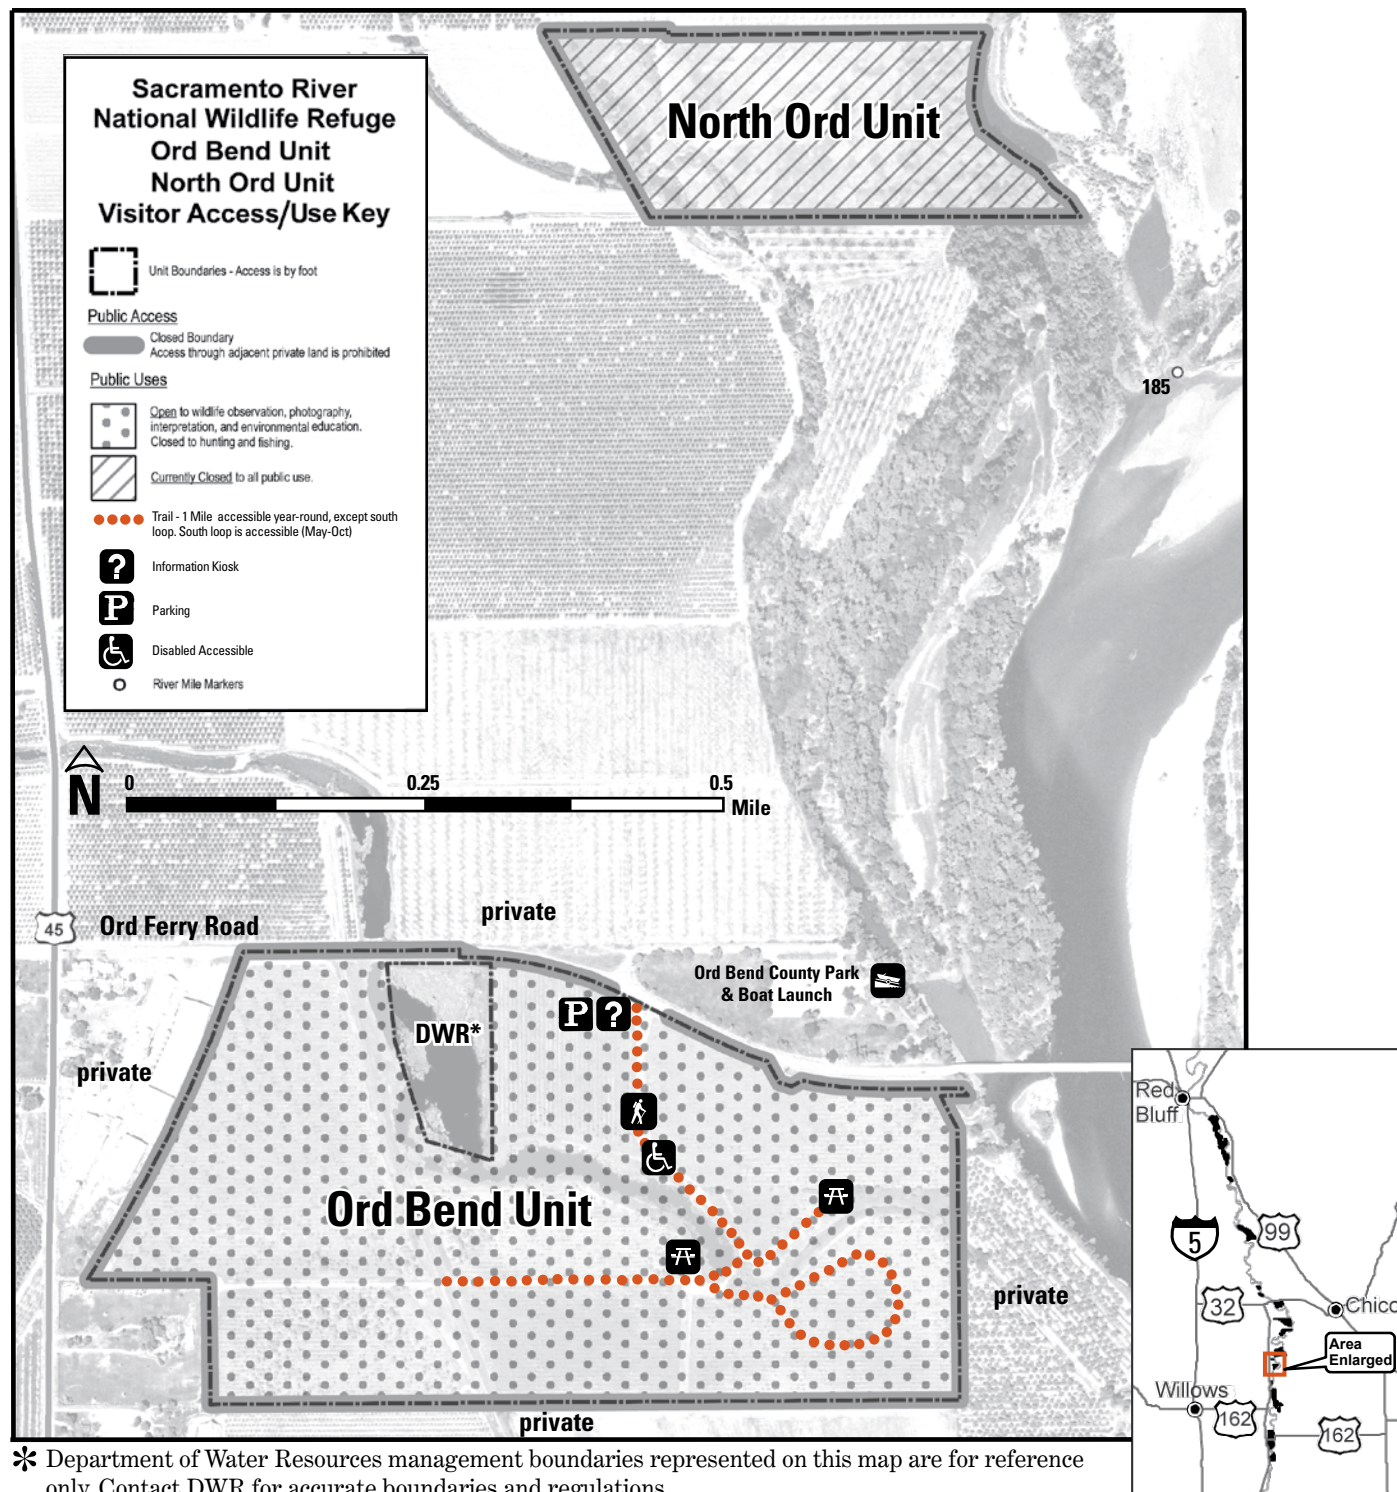 Sacramento River
National Wildlife Refuge
Ord Bend Unit
North Ord Unit
Visitor Access/Use Key
Unit Boundaries - Access is by foot
Public Access
Closed Boundary
Access through adjacent private land is prohibited
Public Uses
Open to wildlife observation, photography,
interpretation, and environmental education.
Closed to hunting and fishing.
Currently Closed to all public use.
Trail - 1 Mile accessible year-round, except south
loop. South loop is accessible (May-Oct)
?
Information Kiosk
P
Parking
Disabled Accessible
River Mile Markers
North Ord Unit
185
N
0 0.25 0.5
Mile
45
Ord Ferry Road
private
Ord Bend County Park
& Boat Launch
P ?
DWR*
private
Ord Bend Unit
private
private
Red
Bluff
5
99
32
Chico
Area
Enlarged
Willows
162
162
* Department of Water Resources management boundaries represented on this map are for reference
only. Contact DWR for accurate boundaries and regulations